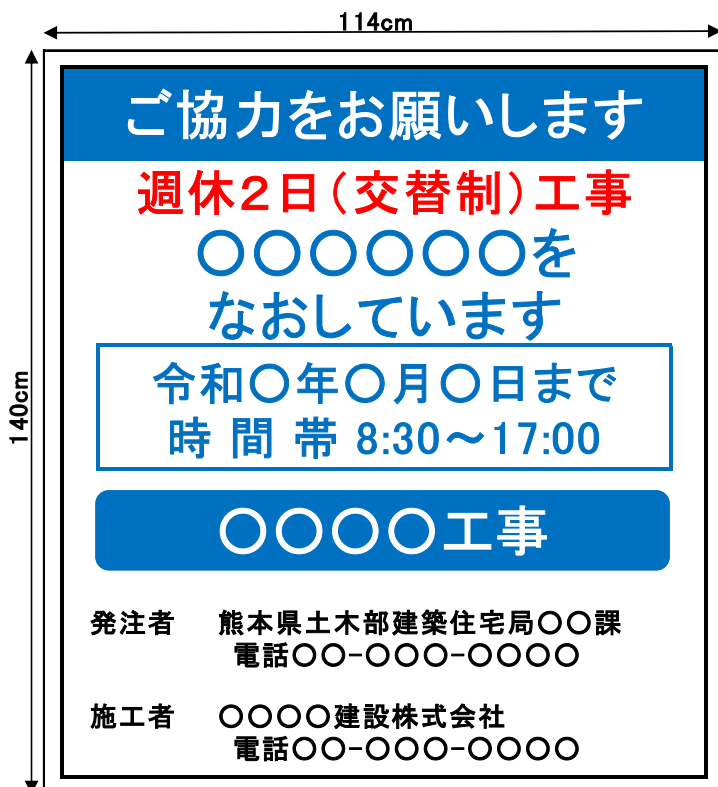 114cm
140cm
ご協力をお願いします
週休２日（交替制）工事
〇〇〇〇〇〇を
なおしています
令和〇年〇月〇日まで
時 間 帯 8:30～17:00
〇〇〇〇工事
発注者　熊本県土木部建築住宅局〇〇課
電話〇〇-〇〇〇-〇〇〇〇
施工者　〇〇〇〇建設株式会社
電話〇〇-〇〇〇-〇〇〇〇